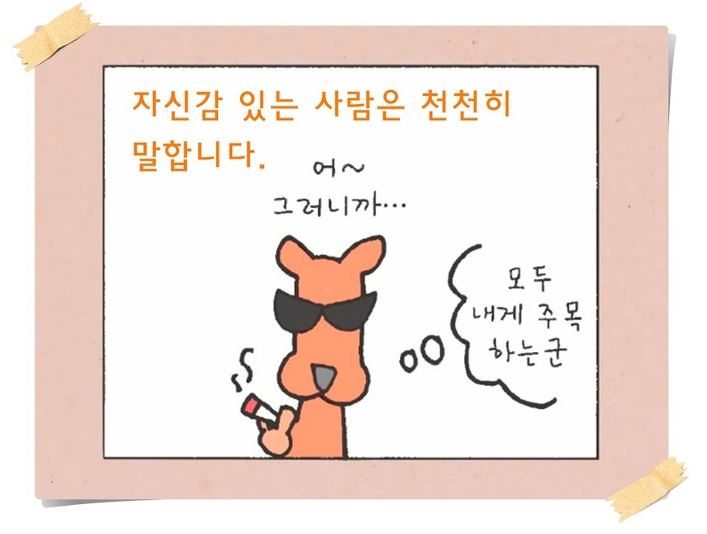 자신감 있는 사람은 천천히
말합니다.
어~
그러니까...
모두
내게 주목
하는군